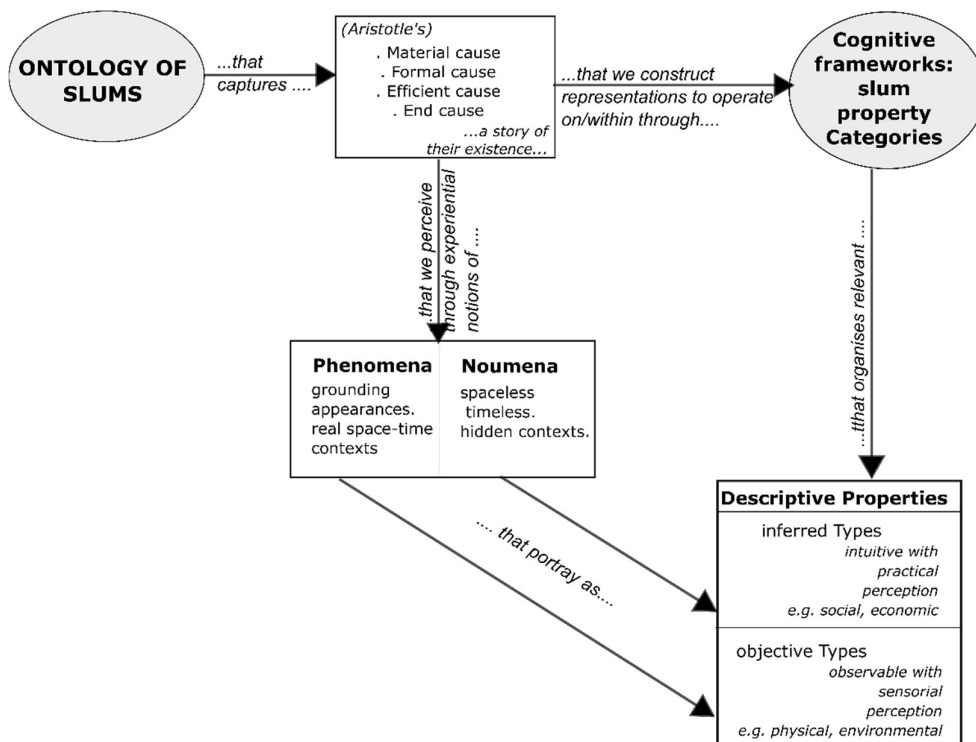 ONTOLOGY OF
SLUMS
...that
captures ....
(Aristotle's)
. Material cause
. Formal cause
. Efficient cause
. End cause
...a story of
their existence...
...that we construct
representations to operate
on/within through....
Cognitive
frameworks:
slum
property
Categories
...that we perceive
through experiential
notions of ....
...tthat organises relevant ....
Phenomena
grounding
appearances.
real space-time
contexts
Noumena
spaceless
timeless.
hidden contexts.
.... that portray as....
Descriptive Properties
inferred Types
intuitive with
practical
perception
e.g. social, economic
objective Types
observable with
sensorial
perception
e.g. physical, environmental